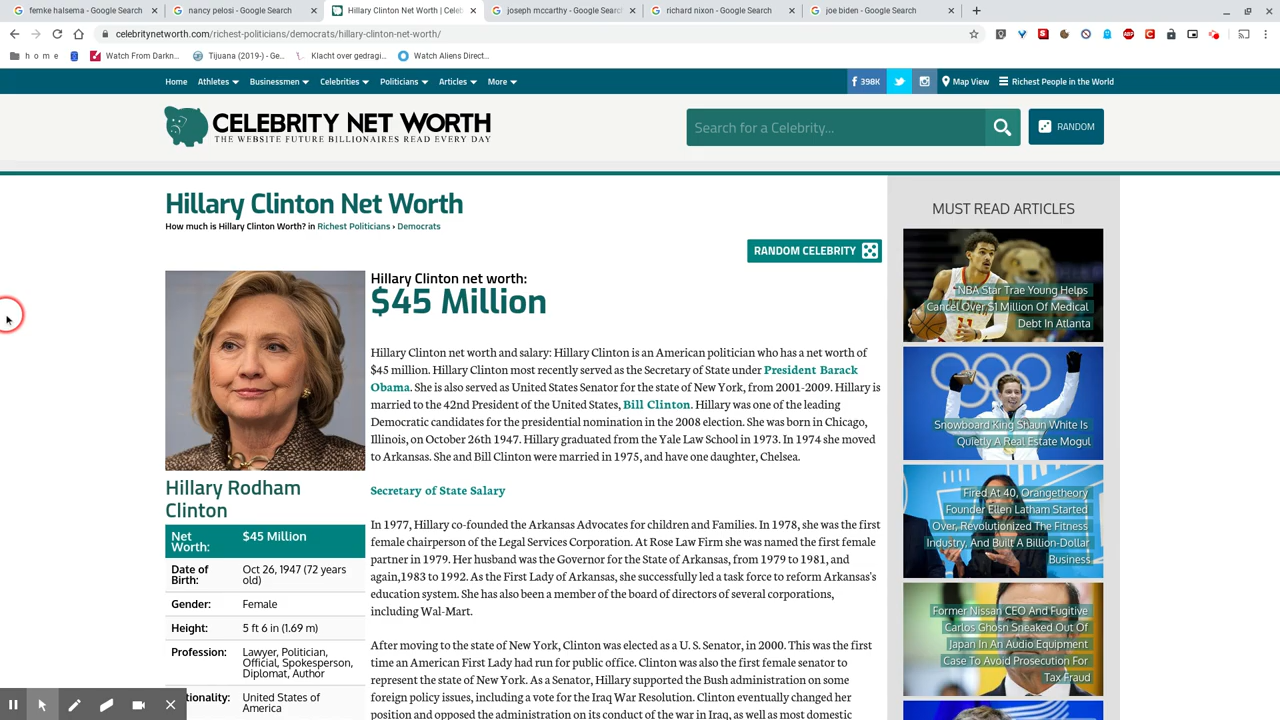 femke halsema - Google Search
nancy pelosi - Google Search
Hillary Clinton Net Worth | Celeb
joseph mccarthy - Google Search
richard nixon - Google Search
joe biden - Google Search
celebritynetworth.com/richest-politicians/democrats/hillary-clinton-net-worth/
h o m e
Watch From Darkn...
Tijuana (2019-) - Ge...
Klacht over gedragi...
Watch Aliens Direct...
Home Athletes Businessmen Celebrities Politicians Articles More
398K
Map View
Richest People in the World
CELEBRITY NET WORTH
THE WEBSITE FUTURE BILLIONAIRES READ EVERY DAY
Search for a Celebrity...
RANDOM
Hillary Clinton Net Worth
How much is Hillary Clinton Worth? in Richest Politicians › Democrats
RANDOM CELEBRITY
Hillary Clinton net worth:
$45 Million
Hillary Clinton net worth and salary: Hillary Clinton is an American politician who has a net worth of
$45 million. Hillary Clinton most recently served as the Secretary of State under President Barack
Obama. She is also served as United States Senator for the state of New York, from 2001-2009. Hillary is
married to the 42nd President of the United States, Bill Clinton. Hillary was one of the leading
Democratic candidates for the presidential nomination in the 2008 election. She was born in Chicago,
Illinois, on October 26th 1947. Hillary graduated from the Yale Law School in 1973. In 1974 she moved
to Arkansas. She and Bill Clinton were married in 1975, and have one daughter, Chelsea.
Secretary of State Salary
In 1977, Hillary co-founded the Arkansas Advocates for children and Families. In 1978, she was the first
female chairperson of the Legal Services Corporation. At Rose Law Firm she was named the first female
partner in 1979. Her husband was the Governor for the State of Arkansas, from 1979 to 1981, and
again,1983 to 1992. As the First Lady of Arkansas, she successfully led a task force to reform Arkansas's
education system. She has also been a member of the board of directors of several corporations,
including Wal-Mart.
After moving to the state of New York, Clinton was elected as a U. S. Senator, in 2000. This was the first
time an American First Lady had run for public office. Clinton was also the first female senator to
represent the state of New York. As a Senator, Hillary supported the Bush administration on some
foreign policy issues, including a vote for the Iraq War Resolution. Clinton eventually changed her
position and opposed the administration on its conduct of the war in Iraq, as well as most domestic
Hillary Rodham
Clinton
Net Worth: $45 Million
Date of Birth: Oct 26, 1947 (72 years old)
Gender: Female
Height: 5 ft 6 in (1.69 m)
Profession: Lawyer, Politician, Author, Official, Spokesperson, Diplomat, Author
ionality: United States of America
MUST READ ARTICLES
NBA Star Trae Young Helps
Cancel Over $1 Million Of Medical
Debt In Atlanta
Snowboard King Shaun White Is
Quietly A Real Estate Mogul
Fired At 40, Orangetheory
Founder Ellen Latham Started
Over, Revolutionized The Fitness
Industry, And Built A Billion-Dollar
Business
Former Nissan CEO And Fugitive
Carlos Ghosn Sneaked Out Of
Japan In An Audio Equipment
Case To Avoid Prosecution For
Tax Fraud